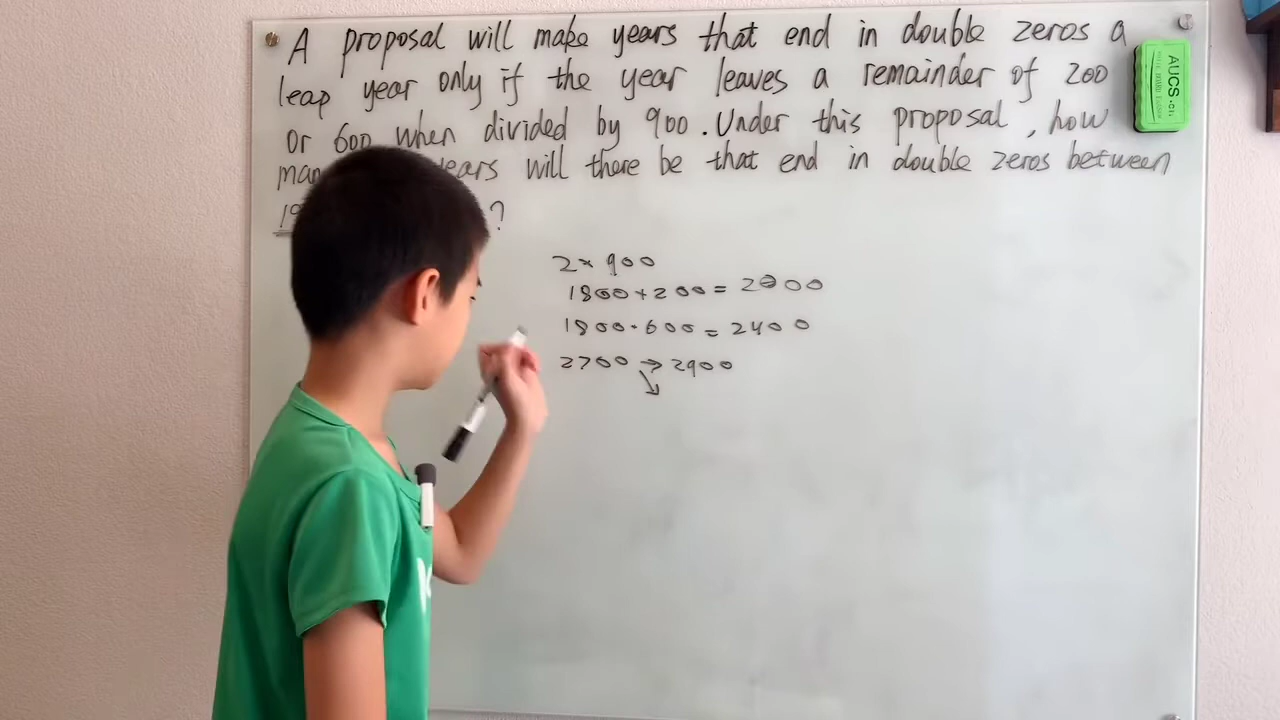 A proposal will make years that end in double zeros a
leap year only if the year leaves a remainder of 200
or 600 when divided by 900. Under this proposal, how
will there be that end in double zeros between
?
2× 900
1800+200= 2000
1800+600=2400
2700 → 2900
AUCS.cn